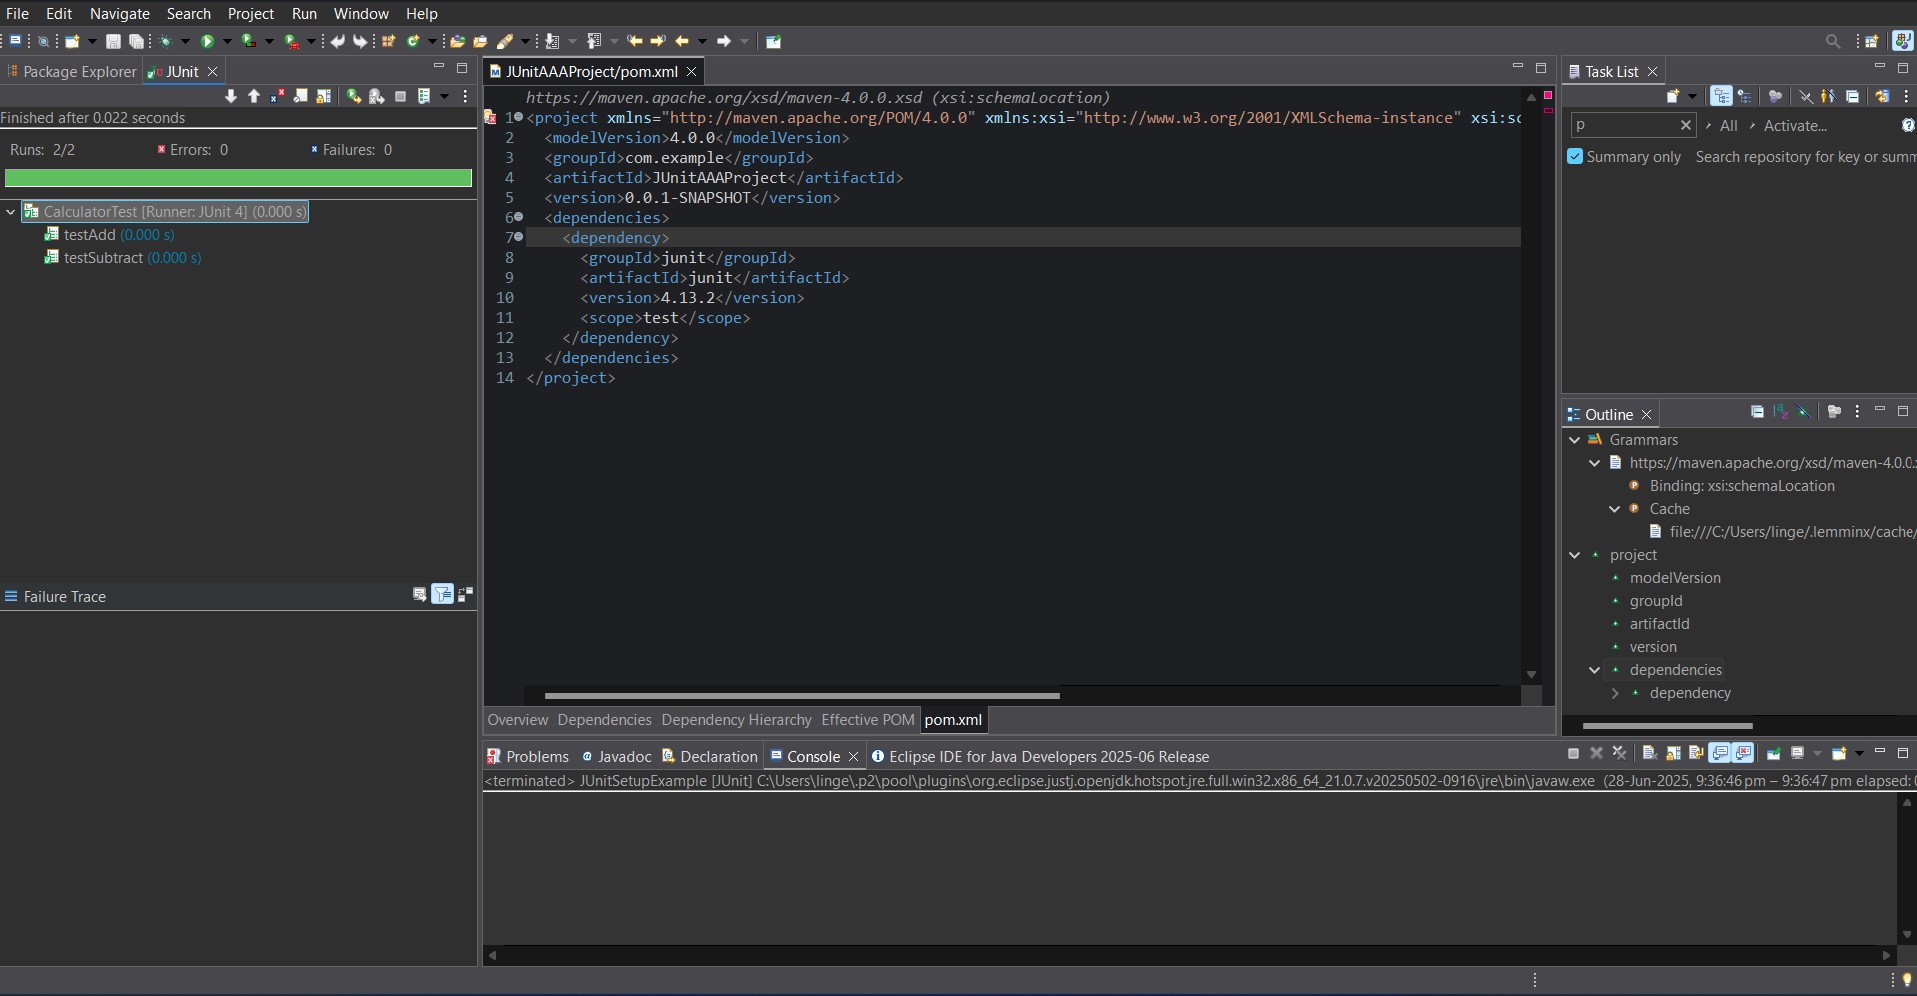 File Edit Navigate Search Project Run Window Help
Package Explorer JUnit
Finished after 0.022 seconds
Runs: 2/2 Errors: 0 Failures: 0
CalculatorTest [Runner: JUnit 4] (0.000 s)
testAdd (0.000 s)
testSubtract (0.000 s)
Failure Trace
JUnitAAAProject/pom.xml
https://maven.apache.org/xsd/maven-4.0.0.xsd (xsi:schemaLocation)
1 <project xmlns="http://maven.apache.org/POM/4.0.0" xmlns:xsi="http://www.w3.org/2001/XMLSchema-instance" xsi:sc
2 <modelVersion>4.0.0</modelVersion>
3 <groupId>com.example</groupId>
4 <artifactId>JUnitAAAProject</artifactId>
5 <version>0.0.1-SNAPSHOT</version>
6 <dependencies>
7 <dependency>
8 <groupId>junit</groupId>
9 <artifactId>junit</artifactId>
10 <version>4.13.2</version>
11 <scope>test</scope>
12 </dependency>
13 </dependencies>
14 </project>
Overview Dependencies Dependency Hierarchy Effective POM pom.xml
Problems Javadoc Declaration Console Eclipse IDE for Java Developers 2025-06 Release
<terminated> JUnitSetupExample [JUnit] C:\Users\linge\.p2\pool\plugins\org.eclipse.justj.openjdk.hotspot.jre.full.win32.x86_64_21.0.7.v20250502-0916\jre\bin\javaw.exe (28-Jun-2025, 9:36:46 pm – 9:36:47 pm elapsed: 0
Task List
p All Activate...
Summary only Search repository for key or summ
Outline
Grammars
https://maven.apache.org/xsd/maven-4.0.0.
Binding: xsi:schemaLocation
Cache
file:///C:/Users/linge/.lemminx/cache/
project
modelVersion
groupId
artifactId
version
dependencies
dependency